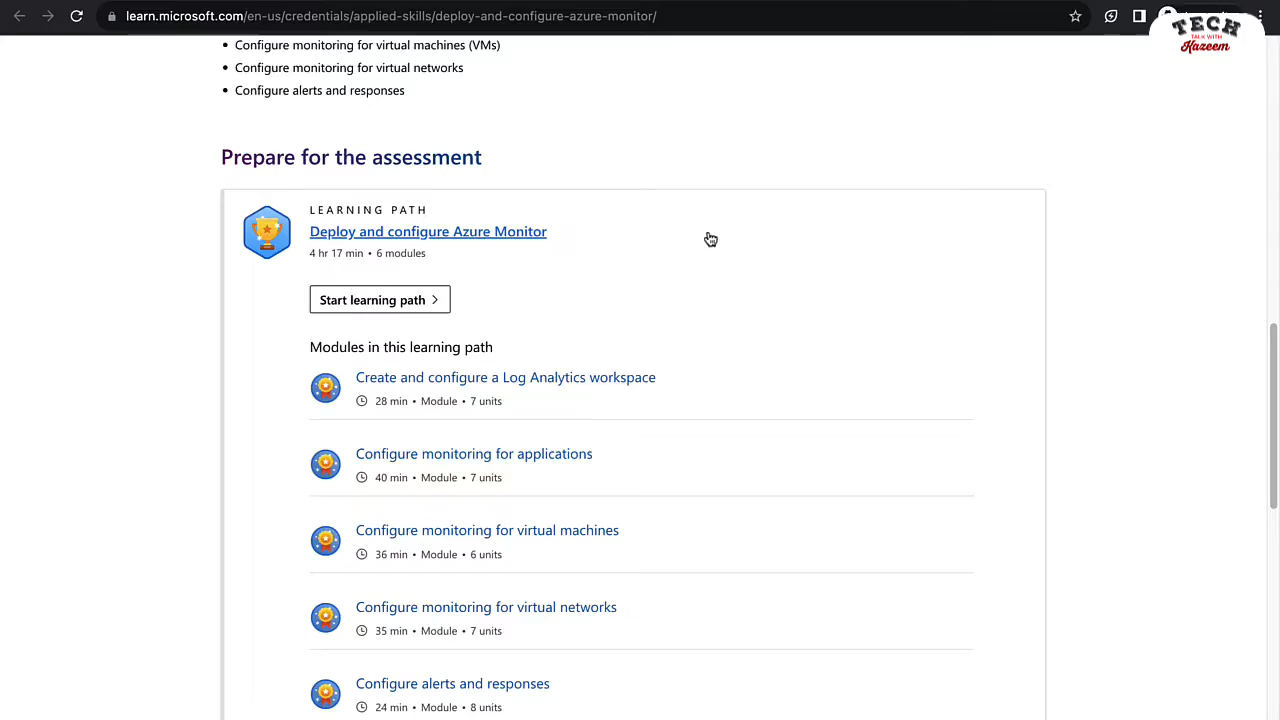 learn.microsoft.com/en-us/credentials/applied-skills/deploy-and-configure-azure-monitor/
TECH
TALK WITH
Kazeem
• Configure monitoring for virtual machines (VMs)
• Configure monitoring for virtual networks
• Configure alerts and responses
Prepare for the assessment
LEARNING PATH
Deploy and configure Azure Monitor
4 hr 17 min • 6 modules
Start learning path
Modules in this learning path
Create and configure a Log Analytics workspace
28 min • Module • 7 units
Configure monitoring for applications
40 min • Module • 7 units
Configure monitoring for virtual machines
36 min • Module • 6 units
Configure monitoring for virtual networks
35 min • Module • 7 units
Configure alerts and responses
24 min • Module • 8 units